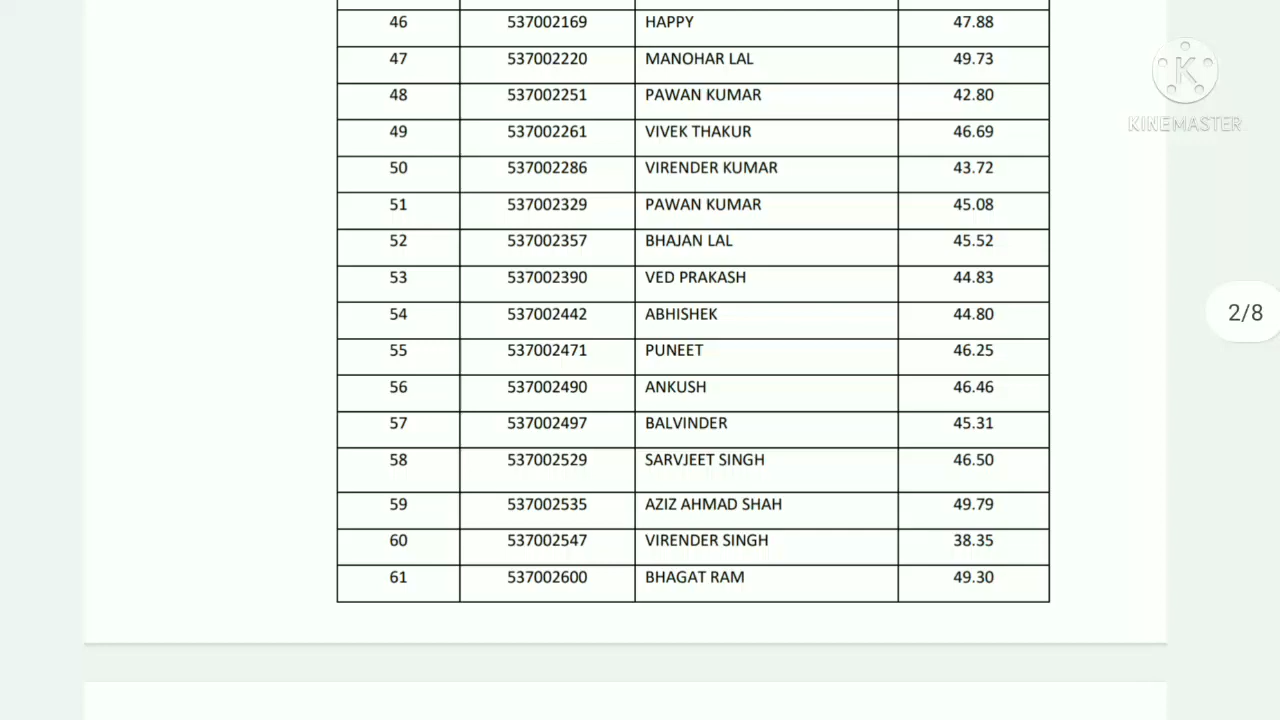 46 537002169 HAPPY 47.88
47 537002220 MANOHAR LAL 49.73
48 537002251 PAWAN KUMAR 42.80
49 537002261 VIVEK THAKUR 46.69
50 537002286 VIRENDER KUMAR 43.72
51 537002329 PAWAN KUMAR 45.08
52 537002357 BHAJAN LAL 45.52
53 537002390 VED PRAKASH 44.83
54 537002442 ABHISHEK 44.80
55 537002471 PUNEET 46.25
56 537002490 ANKUSH 46.46
57 537002497 BALVINDER 45.31
58 537002529 SARVJEET SINGH 46.50
59 537002535 AZIZ AHMAD SHAH 49.79
60 537002547 VIRENDER SINGH 38.35
61 537002600 BHAGAT RAM 49.30
K
KINEMASTER
2/8